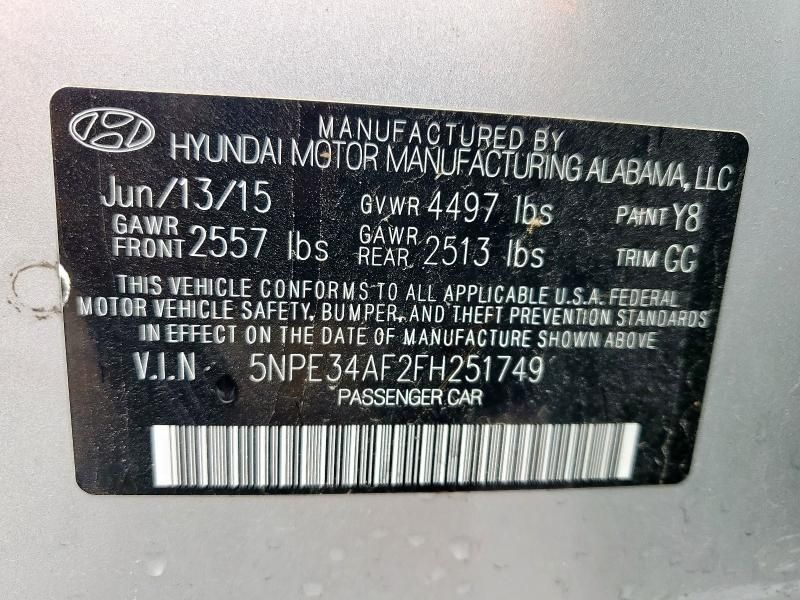 MANUFACTURED BY
HYUNDAI MOTOR MANUFACTURING ALABAMA, LLC
Jun/13/15 GVWR 4497 lbs PAINT Y8
GAWR FRONT 2557 lbs GAWR REAR 2513 lbs TRIM GG
THIS VEHICLE CONFORMS TO ALL APPLICABLE U.S.A. FEDERAL
MOTOR VEHICLE SAFETY, BUMPER, AND THEFT PREVENTION STANDARDS
IN EFFECT ON THE DATE OF MANUFACTURE SHOWN ABOVE
V.I.N 5NPE34AF2FH251749
PASSENGER CAR